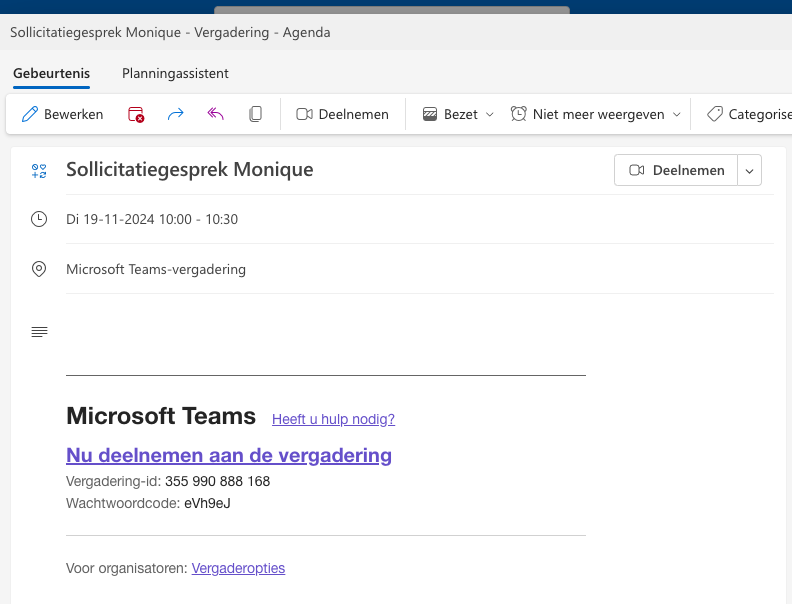 Sollicitatiegesprek Monique - Vergadering - Agenda
Gebeurtenis Planningassistent
Bewerken Deelnemen Bezet Niet meer weergeven Categorise
Sollicitatiegesprek Monique Deelnemen
Di 19-11-2024 10:00 - 10:30
Microsoft Teams-vergadering
Microsoft Teams Heeft u hulp nodig?
Nu deelnemen aan de vergadering
Vergadering-id: 355 990 888 168
Wachtwoordcode: eVh9eJ
Voor organisatoren: Vergaderopties